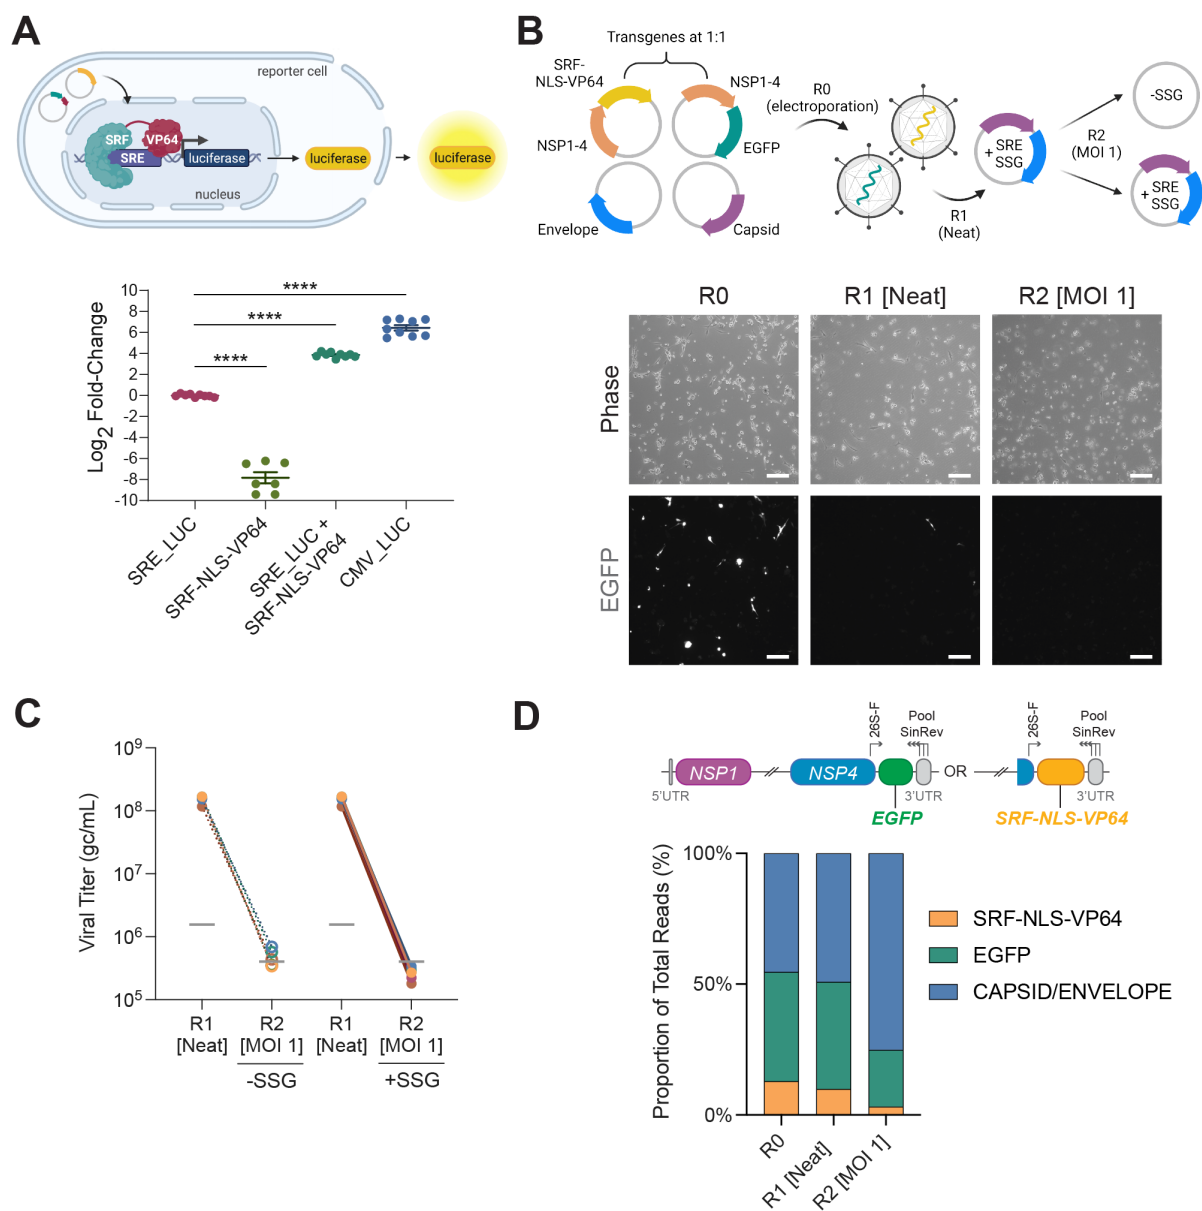 A
reporter cell
SRF
VP64
SRE
luciferase
nucleus
luciferase
luciferase
Log2 Fold-Change
10
8
6
4
2
0
-2
-4
-6
-8
-10
****
****
****
SRE_LUC
SRF-NLS-VP64
SRE_LUC +
SRF-NLS-VP64
CMV_LUC
B
Transgenes at 1:1
SRF-
NLS-VP64
NSP1-4
NSP1-4
EGFP
Envelope
Capsid
R0
(electroporation)
R1
(Neat)
+ SRE
SSG
R2
(MOI 1)
-SSG
+ SRE
SSG
R0
R1 [Neat]
R2 [MOI 1]
Phase
EGFP
C
Viral Titer (gc/mL)
10⁹
10⁸
10⁷
10⁶
10⁵
R1
[Neat]
R2
[MOI 1]
R1
[Neat]
R2
[MOI 1]
-SSG
+SSG
D
26S-F
Pool
SinRev
26S-F
Pool
SinRev
NSP1
NSP4
OR
5'UTR
3'UTR
3'UTR
EGFP
SRF-NLS-VP64
Proportion of Total Reads (%)
100%
50%
0%
R0
R1 [Neat]
R2 [MOI 1]
SRF-NLS-VP64
EGFP
CAPSID/ENVELOPE